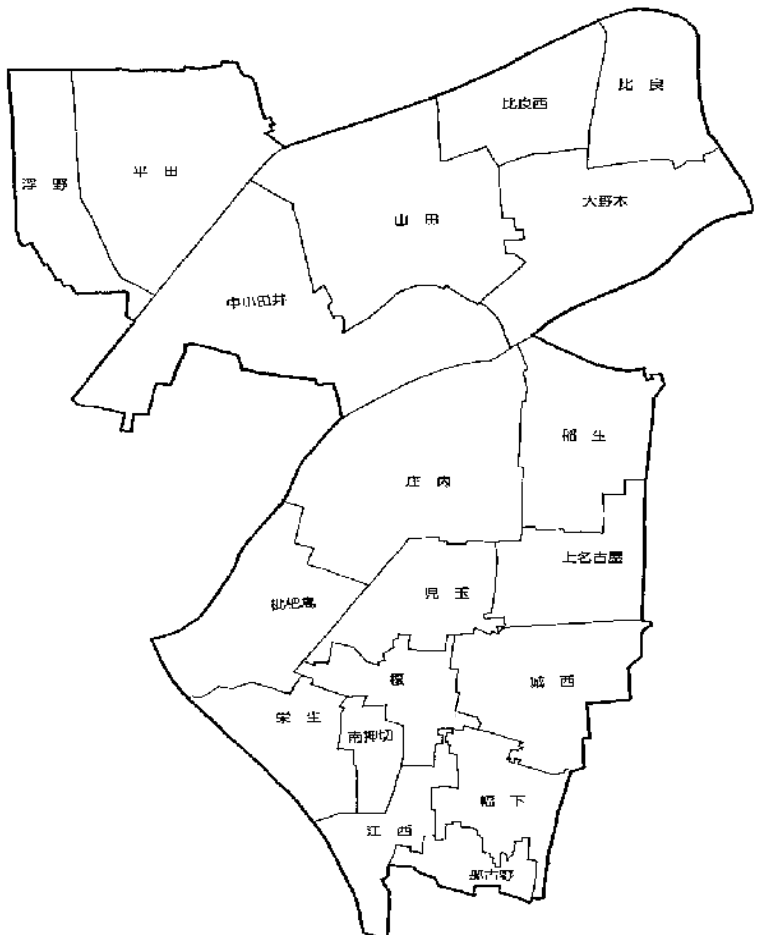 比良
比良西
浮野
平田
山田
大野木
中小田井
稲生
庄内
上名古屋
児玉
枇杷島
榎
城西
栄生
南押切
幅下
江西
那古野